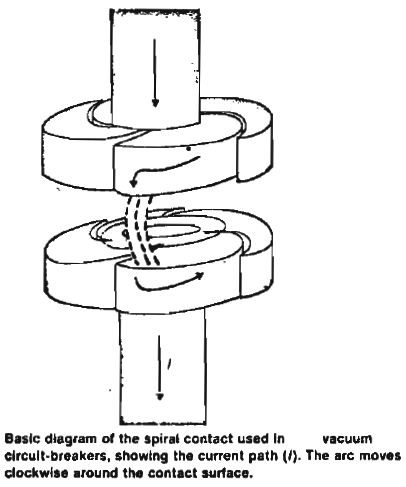 I
Basic diagram of the spiral contact used in vacuum
circuit-breakers, showing the current path (I). The arc moves
clockwise around the contact surface.